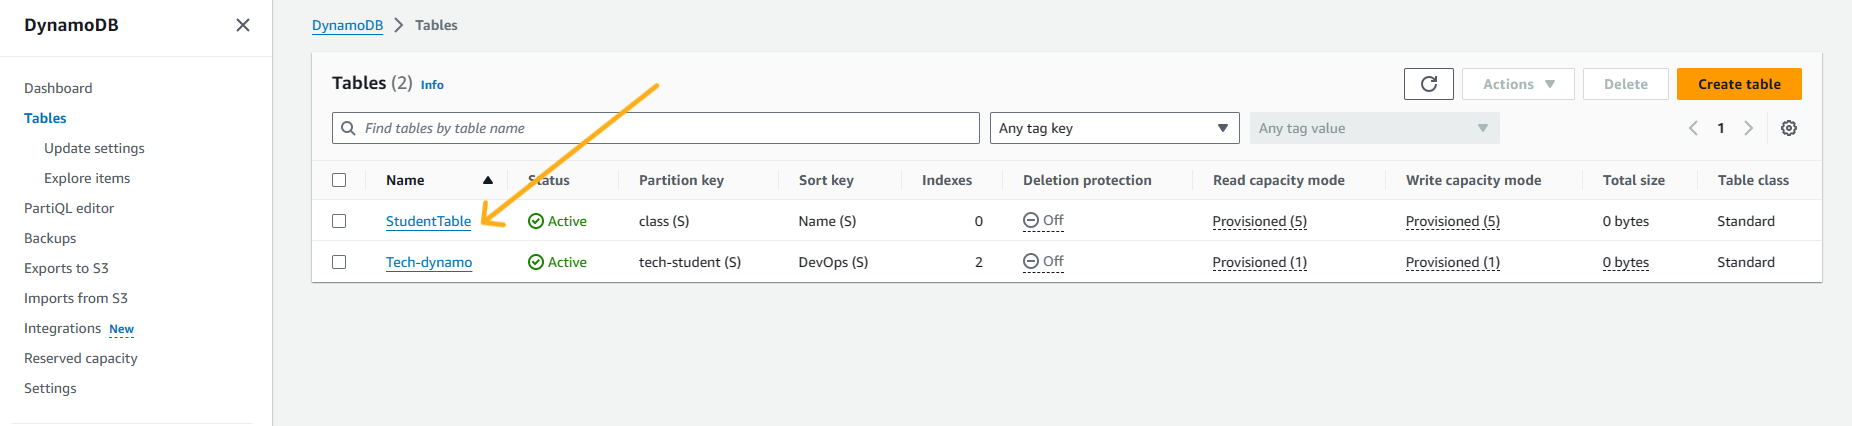 DynamoDB
Dashboard
Tables
Update settings
Explore items
PartiQL editor
Backups
Exports to S3
Imports from S3
Integrations New
Reserved capacity
Settings
DynamoDB > Tables
Tables (2) Info
Actions Delete Create table
Find tables by table name Any tag key Any tag value 1
Name Status Partition key Sort key Indexes Deletion protection Read capacity mode Write capacity mode Total size Table class
StudentTable Active class (S) Name (S) 0 Off Provisioned (5) Provisioned (5) 0 bytes Standard
Tech-dynamo Active tech-student (S) DevOps (S) 2 Off Provisioned (1) Provisioned (1) 0 bytes Standard